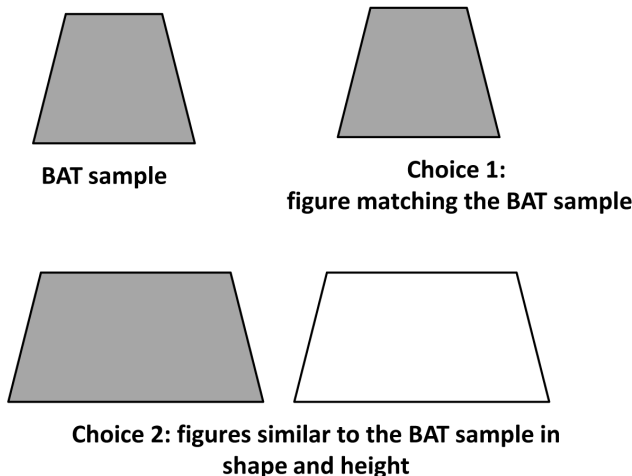 BAT sample
Choice 1:
figure matching the BAT sample
Choice 2: figures similar to the BAT sample in
shape and height